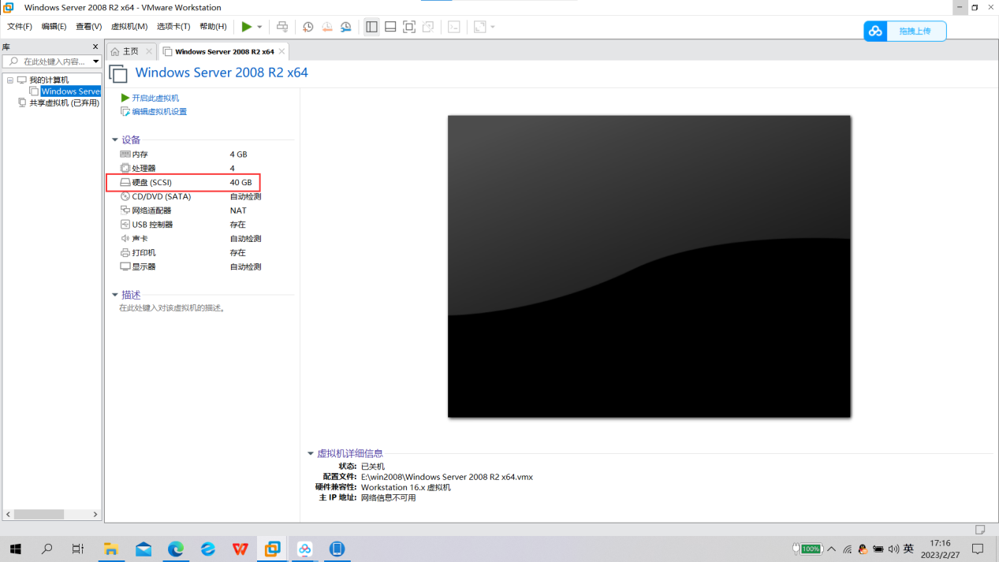 Windows Server 2008 R2 x64 - VMware Workstation
文件(F) 编辑(E) 查看(V) 虚拟机(M) 选项卡(T) 帮助(H)
拖拽上传
库
在此处键入内容...
主页
Windows Server 2008 R2 x64
我的计算机
Windows Serve
共享虚拟机 (已弃用)
Windows Server 2008 R2 x64
开启此虚拟机
编辑虚拟机设置
设备
内存 4 GB
处理器 4
硬盘 (SCSI) 40 GB
CD/DVD (SATA) 自动检测
网络适配器 NAT
USB 控制器 存在
声卡 自动检测
打印机 存在
显示器 自动检测
描述
在此处键入对该虚拟机的描述。
虚拟机详细信息
状态: 已关机
配置文件: E:\win2008\Windows Server 2008 R2 x64.vmx
硬件兼容性: Workstation 16.x 虚拟机
主 IP 地址: 网络信息不可用
100%
英
17:16
2023/2/27